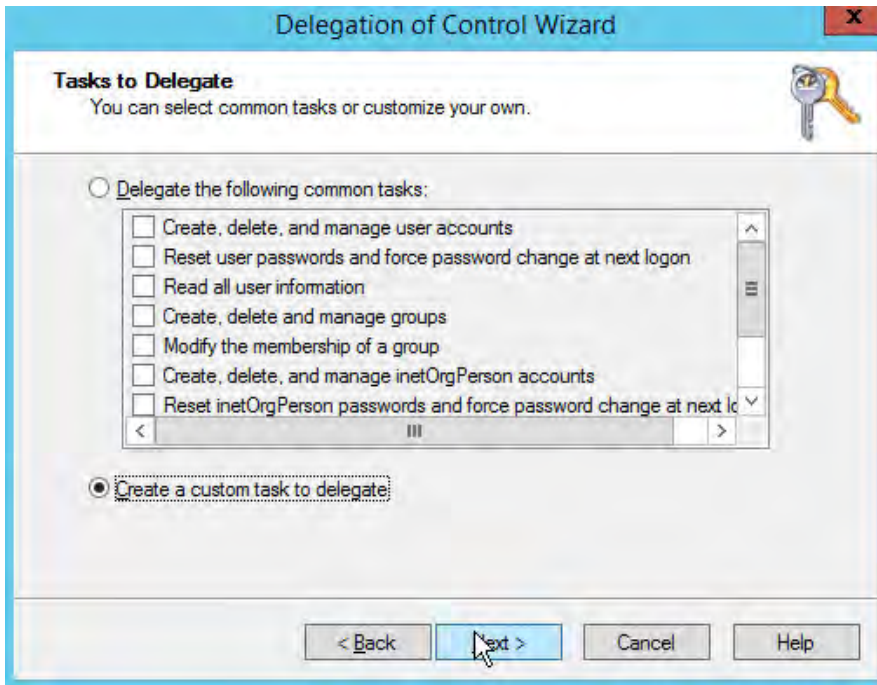 Delegation of Control Wizard
x
Tasks to Delegate
You can select common tasks or customize your own.
Delegate the following common tasks:
Create, delete, and manage user accounts
Reset user passwords and force password change at next logon
Read all user information
Create, delete and manage groups
Modify the membership of a group
Create, delete, and manage inetOrgPerson accounts
Reset inetOrgPerson passwords and force password change at next lo
Create a custom task to delegate
< Back
Next >
Cancel
Help